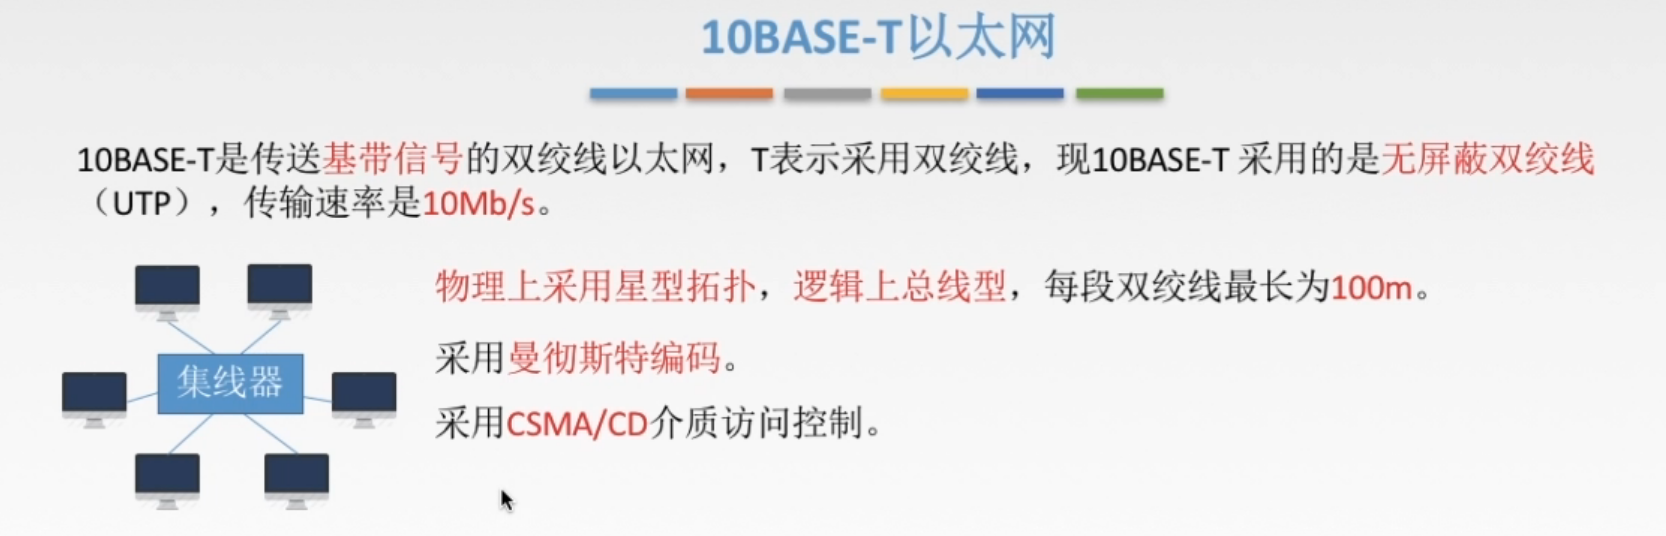 10BASE-T以太网
10BASE-T是传送基带信号的双绞线以太网，T表示采用双绞线，现10BASE-T 采用的是无屏蔽双绞线
（UTP），传输速率是10Mb/s。
物理上采用星型拓扑，逻辑上总线型，每段双绞线最长为100m。
采用曼彻斯特编码。
集线器
采用CSMA/CD介质访问控制。